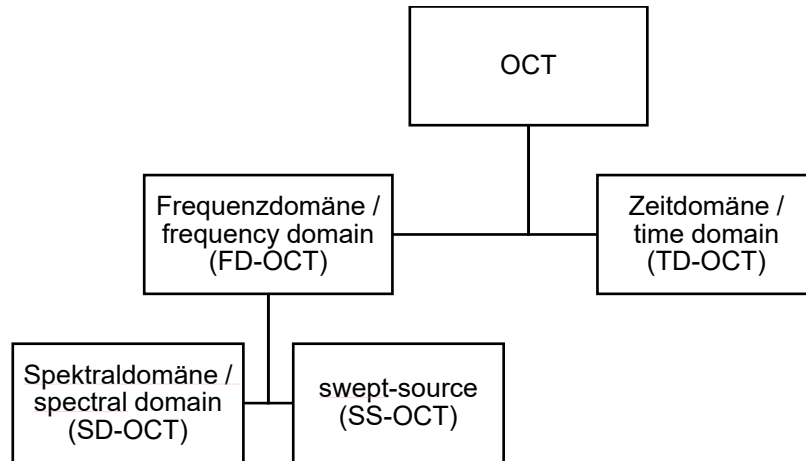 OCT
Frequenzdomäne /
frequency domain
(FD-OCT)
Zeitdomäne /
time domain
(TD-OCT)
Spektraldomäne /
spectral domain
(SD-OCT)
swept-source
(SS-OCT)